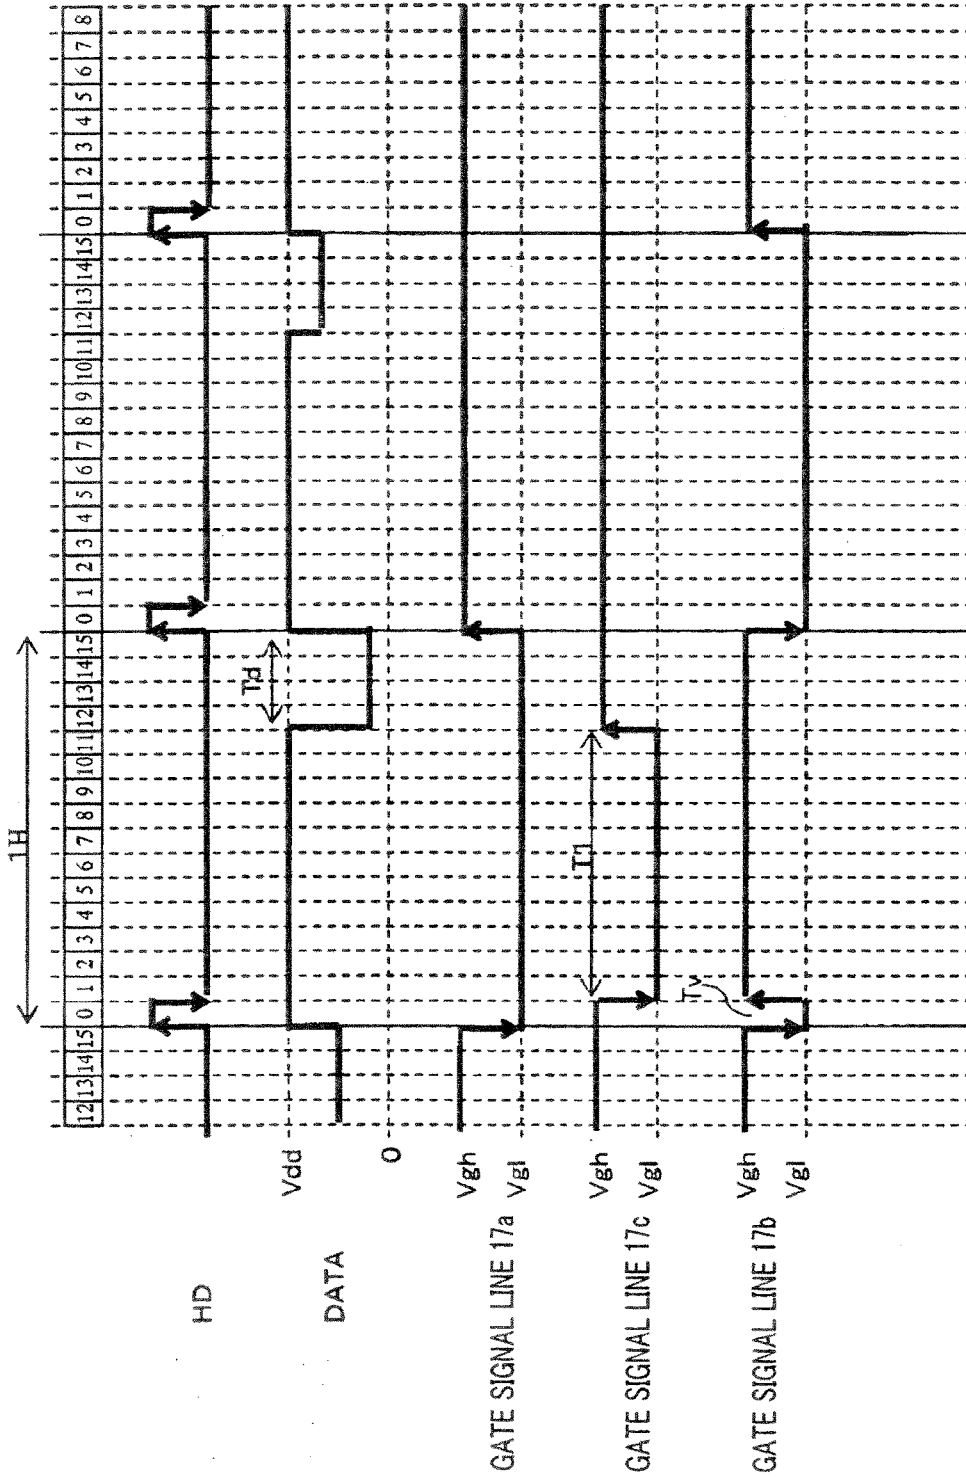 1H
12 13 14 15 0 1 2 3 4 5 6 7 8 9 10 11 12 13 14 15 0 1 2 3 4 5 6 7 8 9 10 11 12 13 14 15 0 1 2 3 4 5 6 7 8
HD
Vdd
Td
DATA
0
Vgh
GATE SIGNAL LINE 17a
Vgl
T1
Vgh
GATE SIGNAL LINE 17c
Vgl
Tv
Vgh
GATE SIGNAL LINE 17b
Vgl